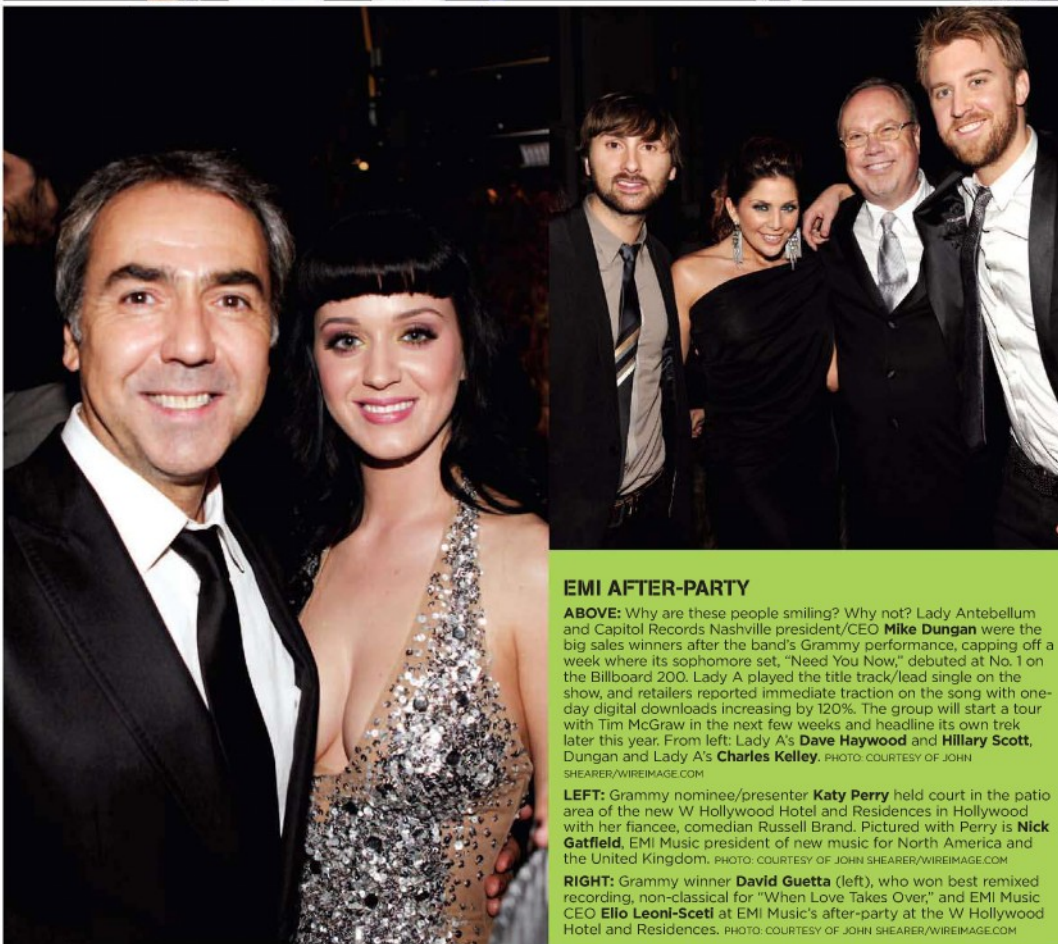 EMI AFTER-PARTY
ABOVE: Why are these people smiling? Why not? Lady Antebellum
and Capitol Records Nashville president/CEO Mike Dungan were the
big sales winners after the band's Grammy performance, capping off a
week where its sophomore set, "Need You Now," debuted at No. 1 on
the Billboard 200. Lady A played the title track/lead single on the
show, and retailers reported immediate traction on the song with one-
day digital downloads increasing by 120%. The group will start a tour
with Tim McGraw in the next few weeks and headline its own trek
later this year. From left: Lady A's Dave Haywood and Hillary Scott,
Dungan and Lady A's Charles Kelley. PHOTO: COURTESY OF JOHN
SHEARER/WIREIMAGE.COM
LEFT: Grammy nominee/presenter Katy Perry held court in the patio
area of the new W Hollywood Hotel and Residences in Hollywood
with her fiancee, comedian Russell Brand. Pictured with Perry is Nick
Gatfield, EMI Music president of new music for North America and
the United Kingdom. PHOTO: COURTESY OF JOHN SHEARER/WIREIMAGE.COM
RIGHT: Grammy winner David Guetta (left), who won best remixed
recording, non-classical for "When Love Takes Over," and EMI Music
CEO Elio Leoni-Sceti at EMI Music's after-party at the W Hollywood
Hotel and Residences. PHOTO: COURTESY OF JOHN SHEARER/WIREIMAGE.COM